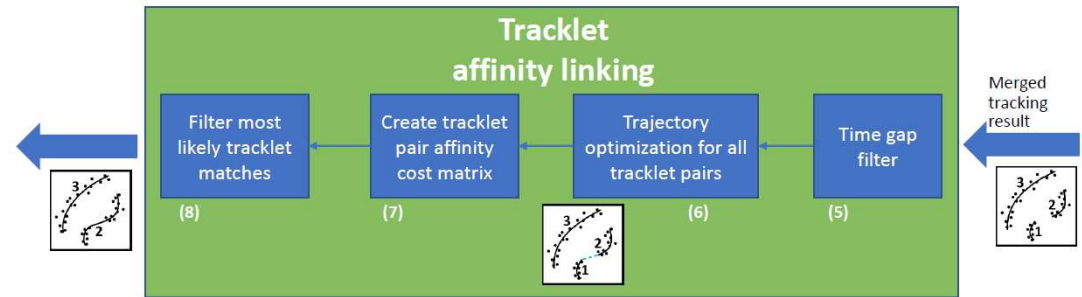 Tracklet
affinity linking
Merged
tracking
result
Filter most
likely tracklet
matches
Create tracklet
pair affinity
cost matrix
Trajectory
optimization for all
tracklet pairs
Time gap
filter
(8)
(7)
(6)
(5)
3
2
3
2
1
3
2
1